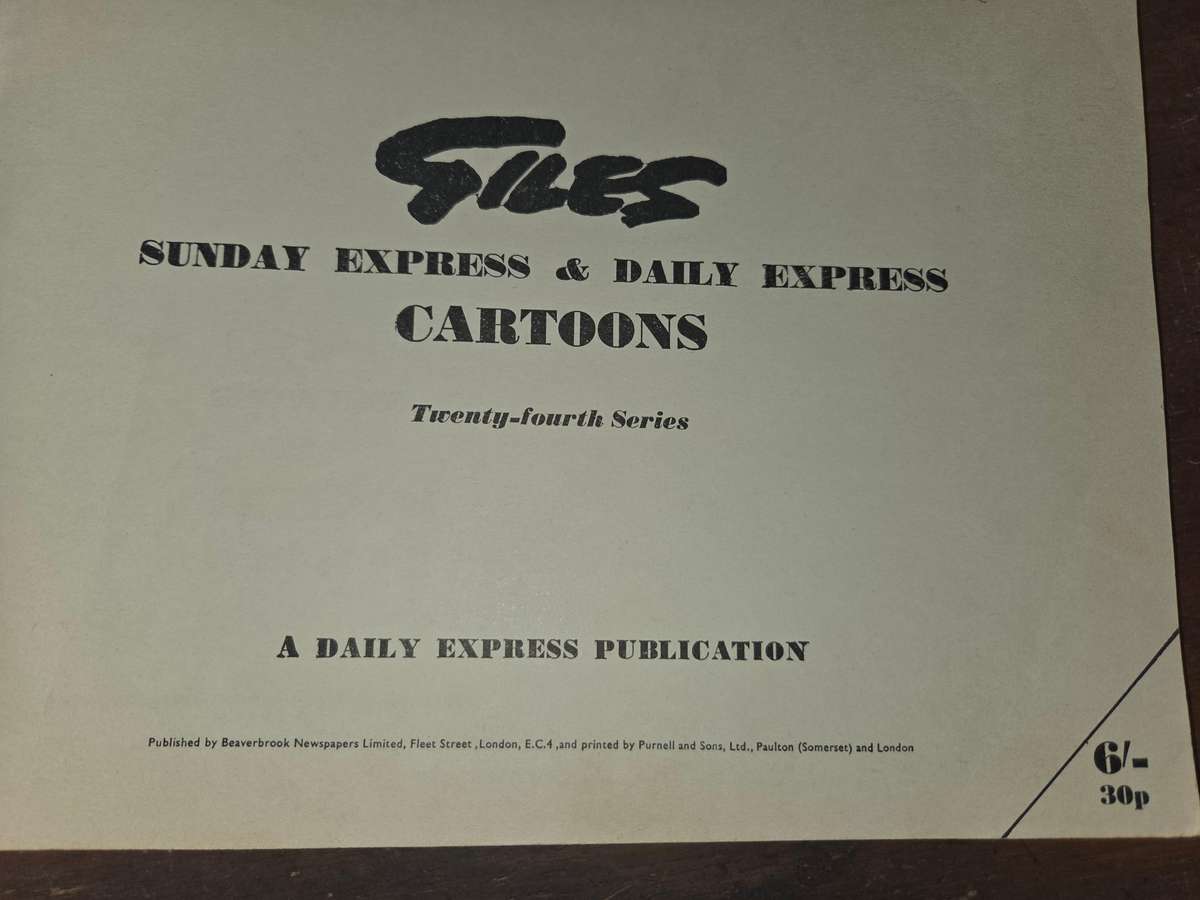 GILES
SUNDAY EXPRESS & DAILY EXPRESS
CARTOONS
Twenty-fourth Series
A DAILY EXPRESS PUBLICATION
Published by Beaverbrook Newspapers Limited, Fleet Street ,London, E.C.4 ,and printed by Purnell and Sons, Ltd., Paulton (Somerset) and London
6/-
30p